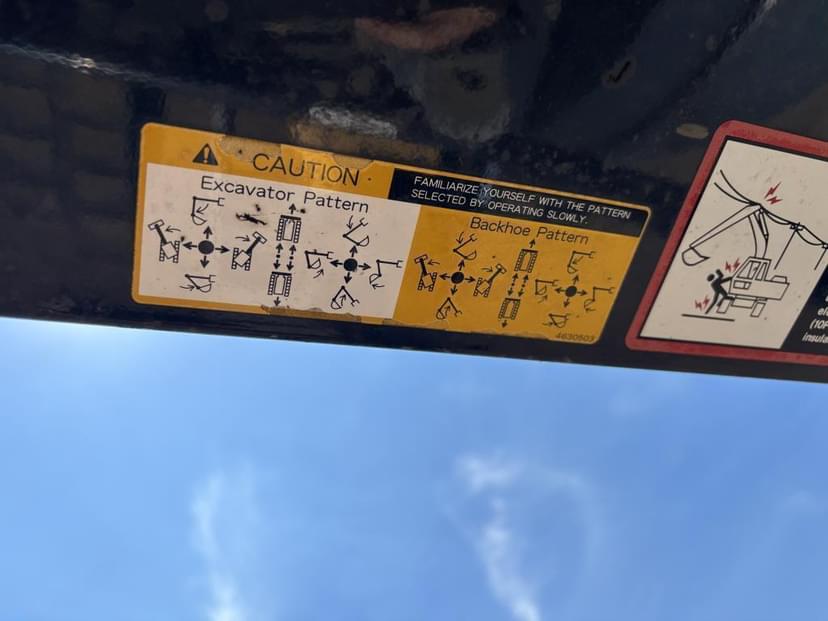 CAUTION
FAMILIARIZE YOURSELF WITH THE PATTERN
SELECTED BY OPERATING SLOWLY.
Excavator Pattern
Backhoe Pattern
4630503